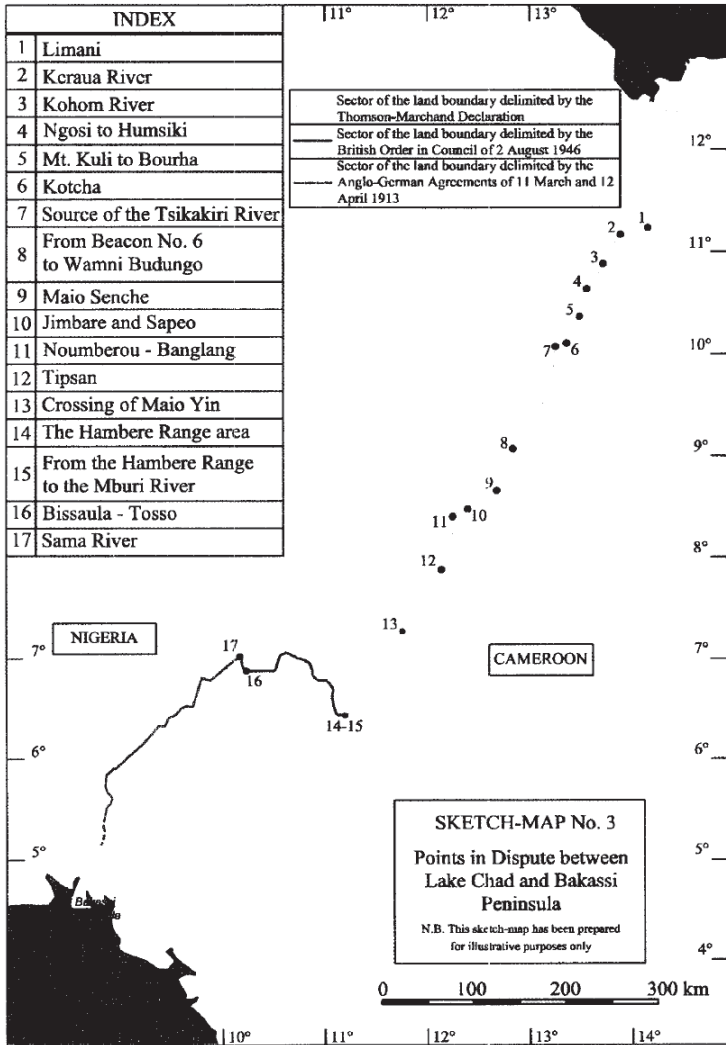 INDEX
1 Limani
2 Keraua River
3 Kohom River
4 Ngosi to Humsiki
5 Mt. Kuli to Bourha
6 Kotcha
7 Source of the Tsikakiri River
8 From Beacon No. 6
to Wamni Budungo
9 Maio Senche
10 Jimbare and Sapeo
11 Noumberou - Banglang
12 Tipsan
13 Crossing of Maio Yin
14 The Hambere Range area
15 From the Hambere Range
to the Mburi River
16 Bissaula - Tosso
17 Sama River
11° 12° 13°
Sector of the land boundary delimited by the
Thomson-Marchand Declaration
Sector of the land boundary delimited by the
British Order in Council of 2 August 1946
Sector of the land boundary delimited by the
Anglo-German Agreements of 11 March and 12
April 1913
12°
1
2
11°
3
4
5
10°
7 6
9°
8
9
11 10
8°
12
13
NIGERIA
CAMEROON
7° 7°
17
16
14-15
6° 6°
5° 5°
4°
SKETCH-MAP No. 3
Points in Dispute between
Lake Chad and Bakassi
Peninsula
N.B. This sketch-map has been prepared
for illustrative purposes only
0 100 200 300 km
10° 11° 12° 13° 14°